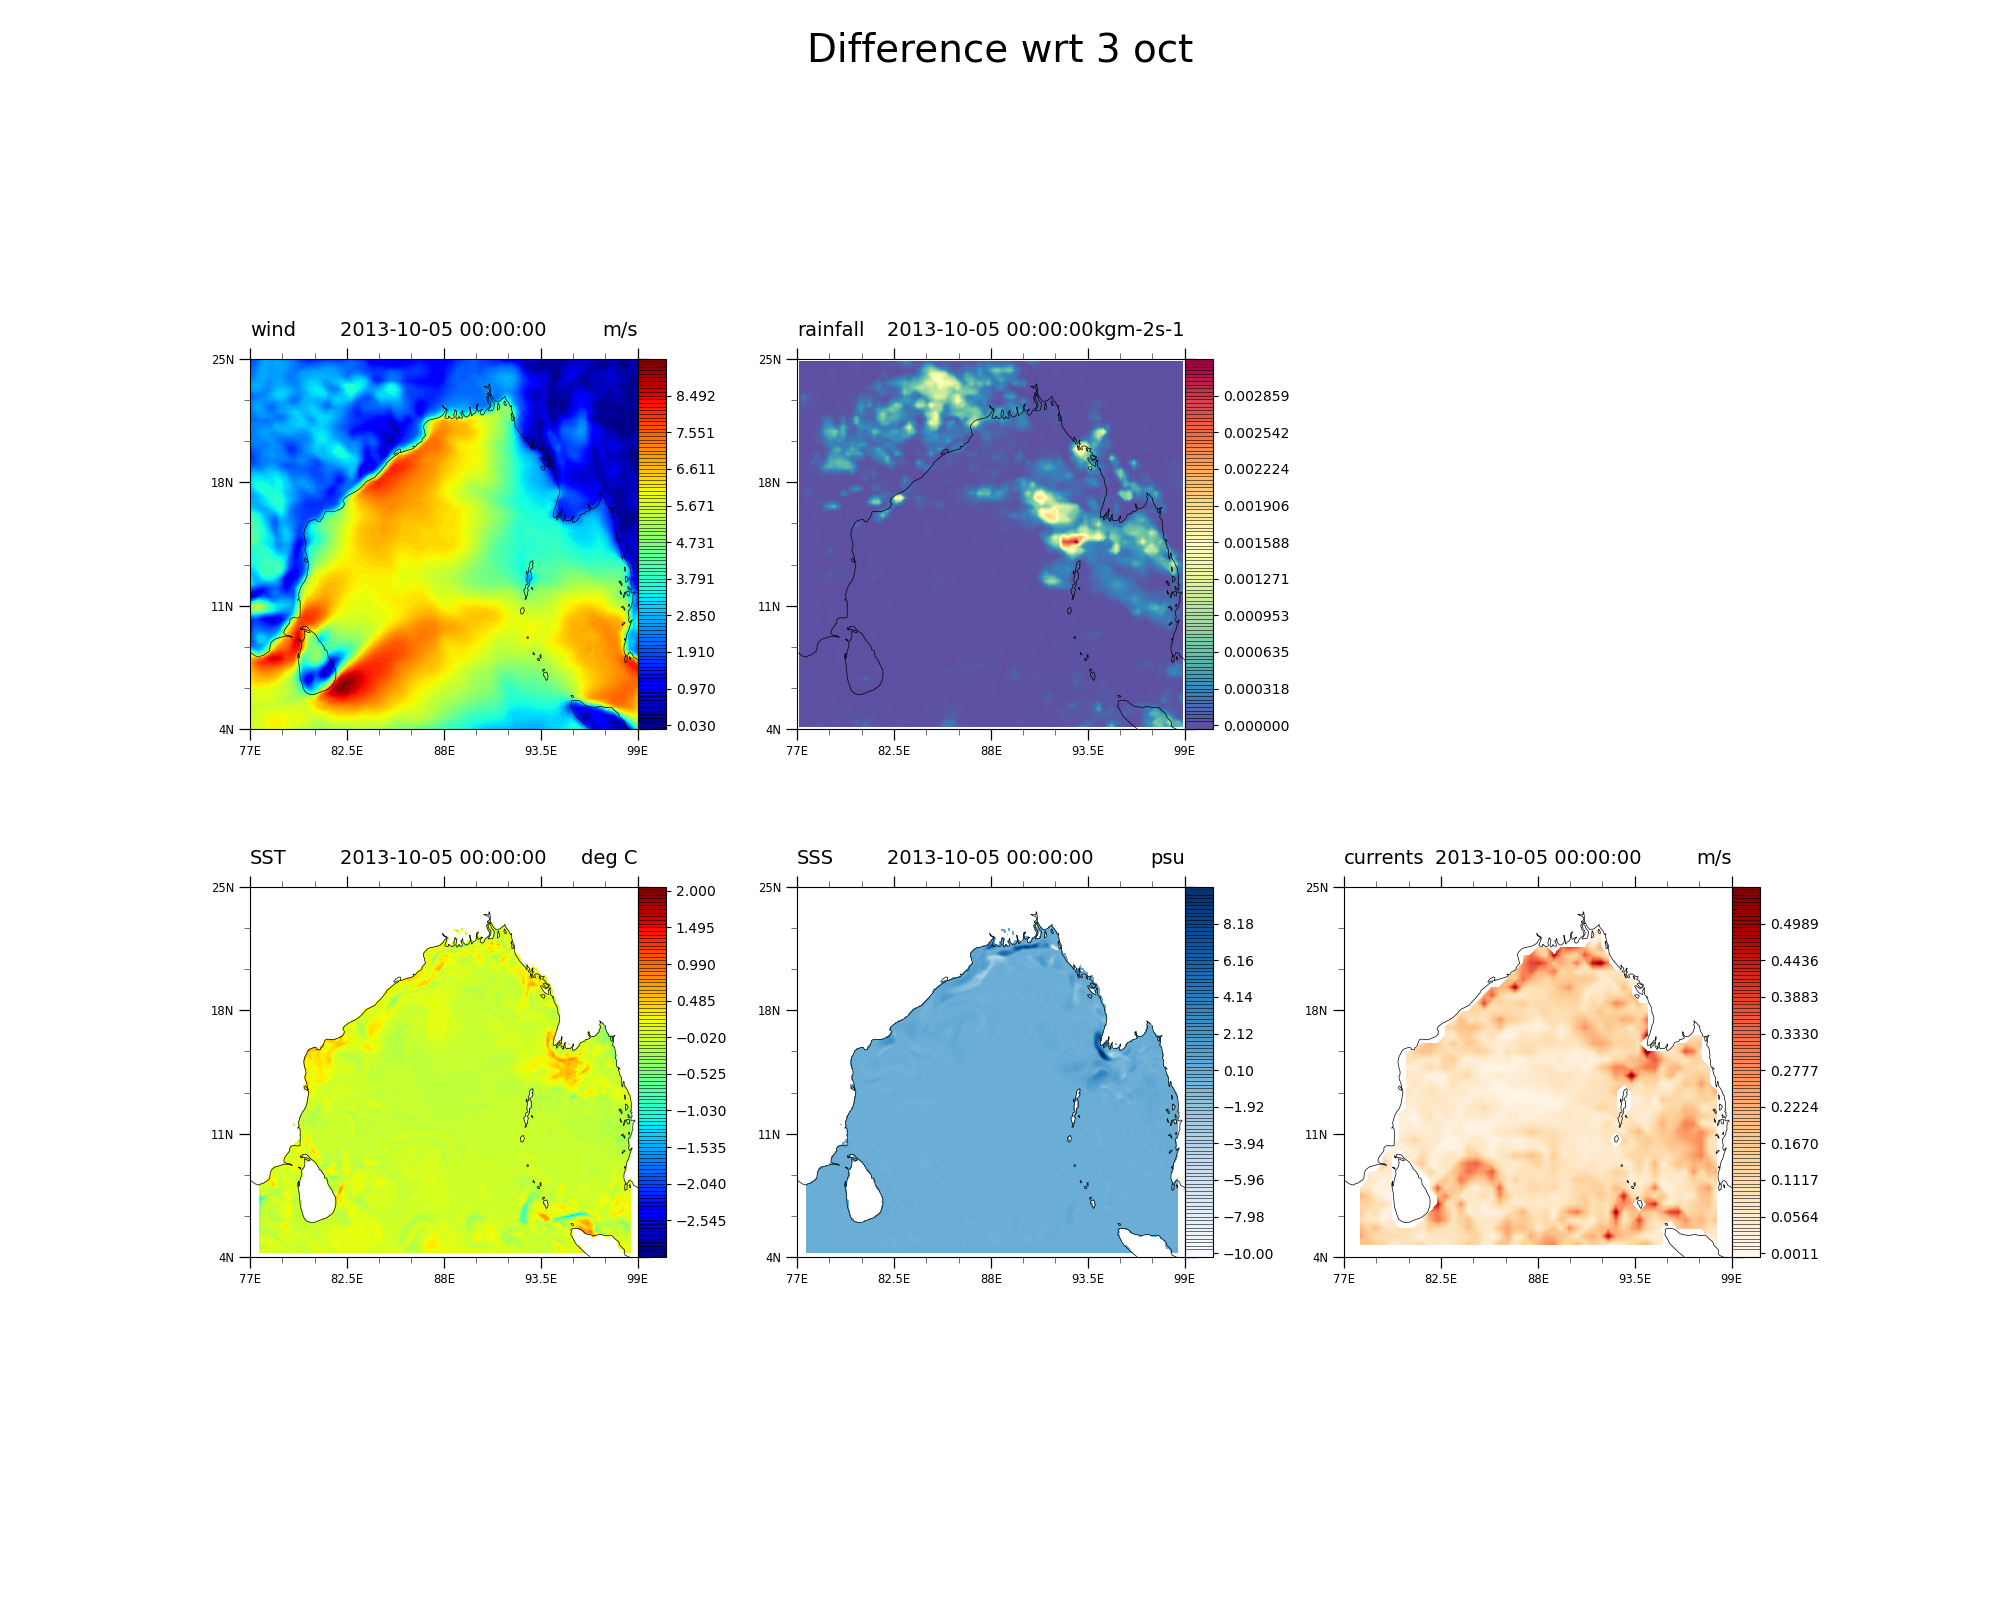 Difference wrt 3 oct
wind 2013-10-05 00:00:00 m/s
25N
18N
11N
4N
77E 82.5E 88E 93.5E 99E
8.492
7.551
6.611
5.671
4.731
3.791
2.850
1.910
0.970
0.030
rainfall 2013-10-05 00:00:00kgm-2s-1
25N
18N
11N
4N
77E 82.5E 88E 93.5E 99E
0.002859
0.002542
0.002224
0.001906
0.001588
0.001271
0.000953
0.000635
0.000318
0.000000
SST 2013-10-05 00:00:00 deg C
25N
18N
11N
4N
77E 82.5E 88E 93.5E 99E
2.000
1.495
0.990
0.485
−0.020
−0.525
−1.030
−1.535
−2.040
−2.545
SSS 2013-10-05 00:00:00 psu
25N
18N
11N
4N
77E 82.5E 88E 93.5E 99E
8.18
6.16
4.14
2.12
0.10
−1.92
−3.94
−5.96
−7.98
−10.00
currents 2013-10-05 00:00:00 m/s
25N
18N
11N
4N
77E 82.5E 88E 93.5E 99E
0.4989
0.4436
0.3883
0.3330
0.2777
0.2224
0.1670
0.1117
0.0564
0.0011